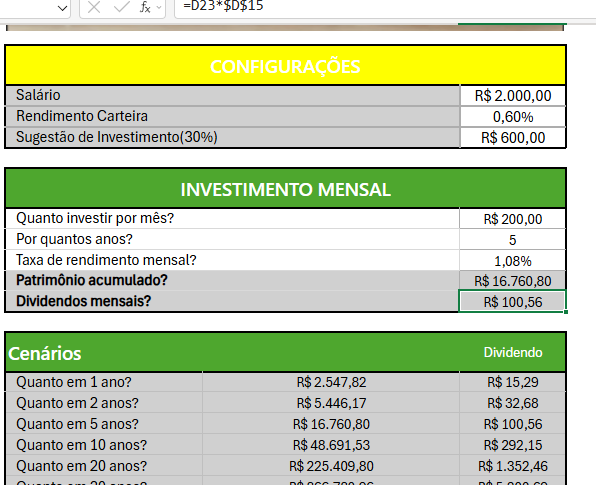 fx =D23*$D$15
CONFIGURAÇÕES
Salário R$ 2.000,00
Rendimento Carteira 0,60%
Sugestão de Investimento(30%) R$ 600,00
INVESTIMENTO MENSAL
Quanto investir por mês? R$ 200,00
Por quantos anos? 5
Taxa de rendimento mensal? 1,08%
Patrimônio acumulado? R$ 16.760,80
Dividendos mensais? R$ 100,56
Cenários Dividendo
Quanto em 1 ano? R$ 2.547,82 R$ 15,29
Quanto em 2 anos? R$ 5.446,17 R$ 32,68
Quanto em 5 anos? R$ 16.760,80 R$ 100,56
Quanto em 10 anos? R$ 48.691,53 R$ 292,15
Quanto em 20 anos? R$ 225.409,80 R$ 1.352,46